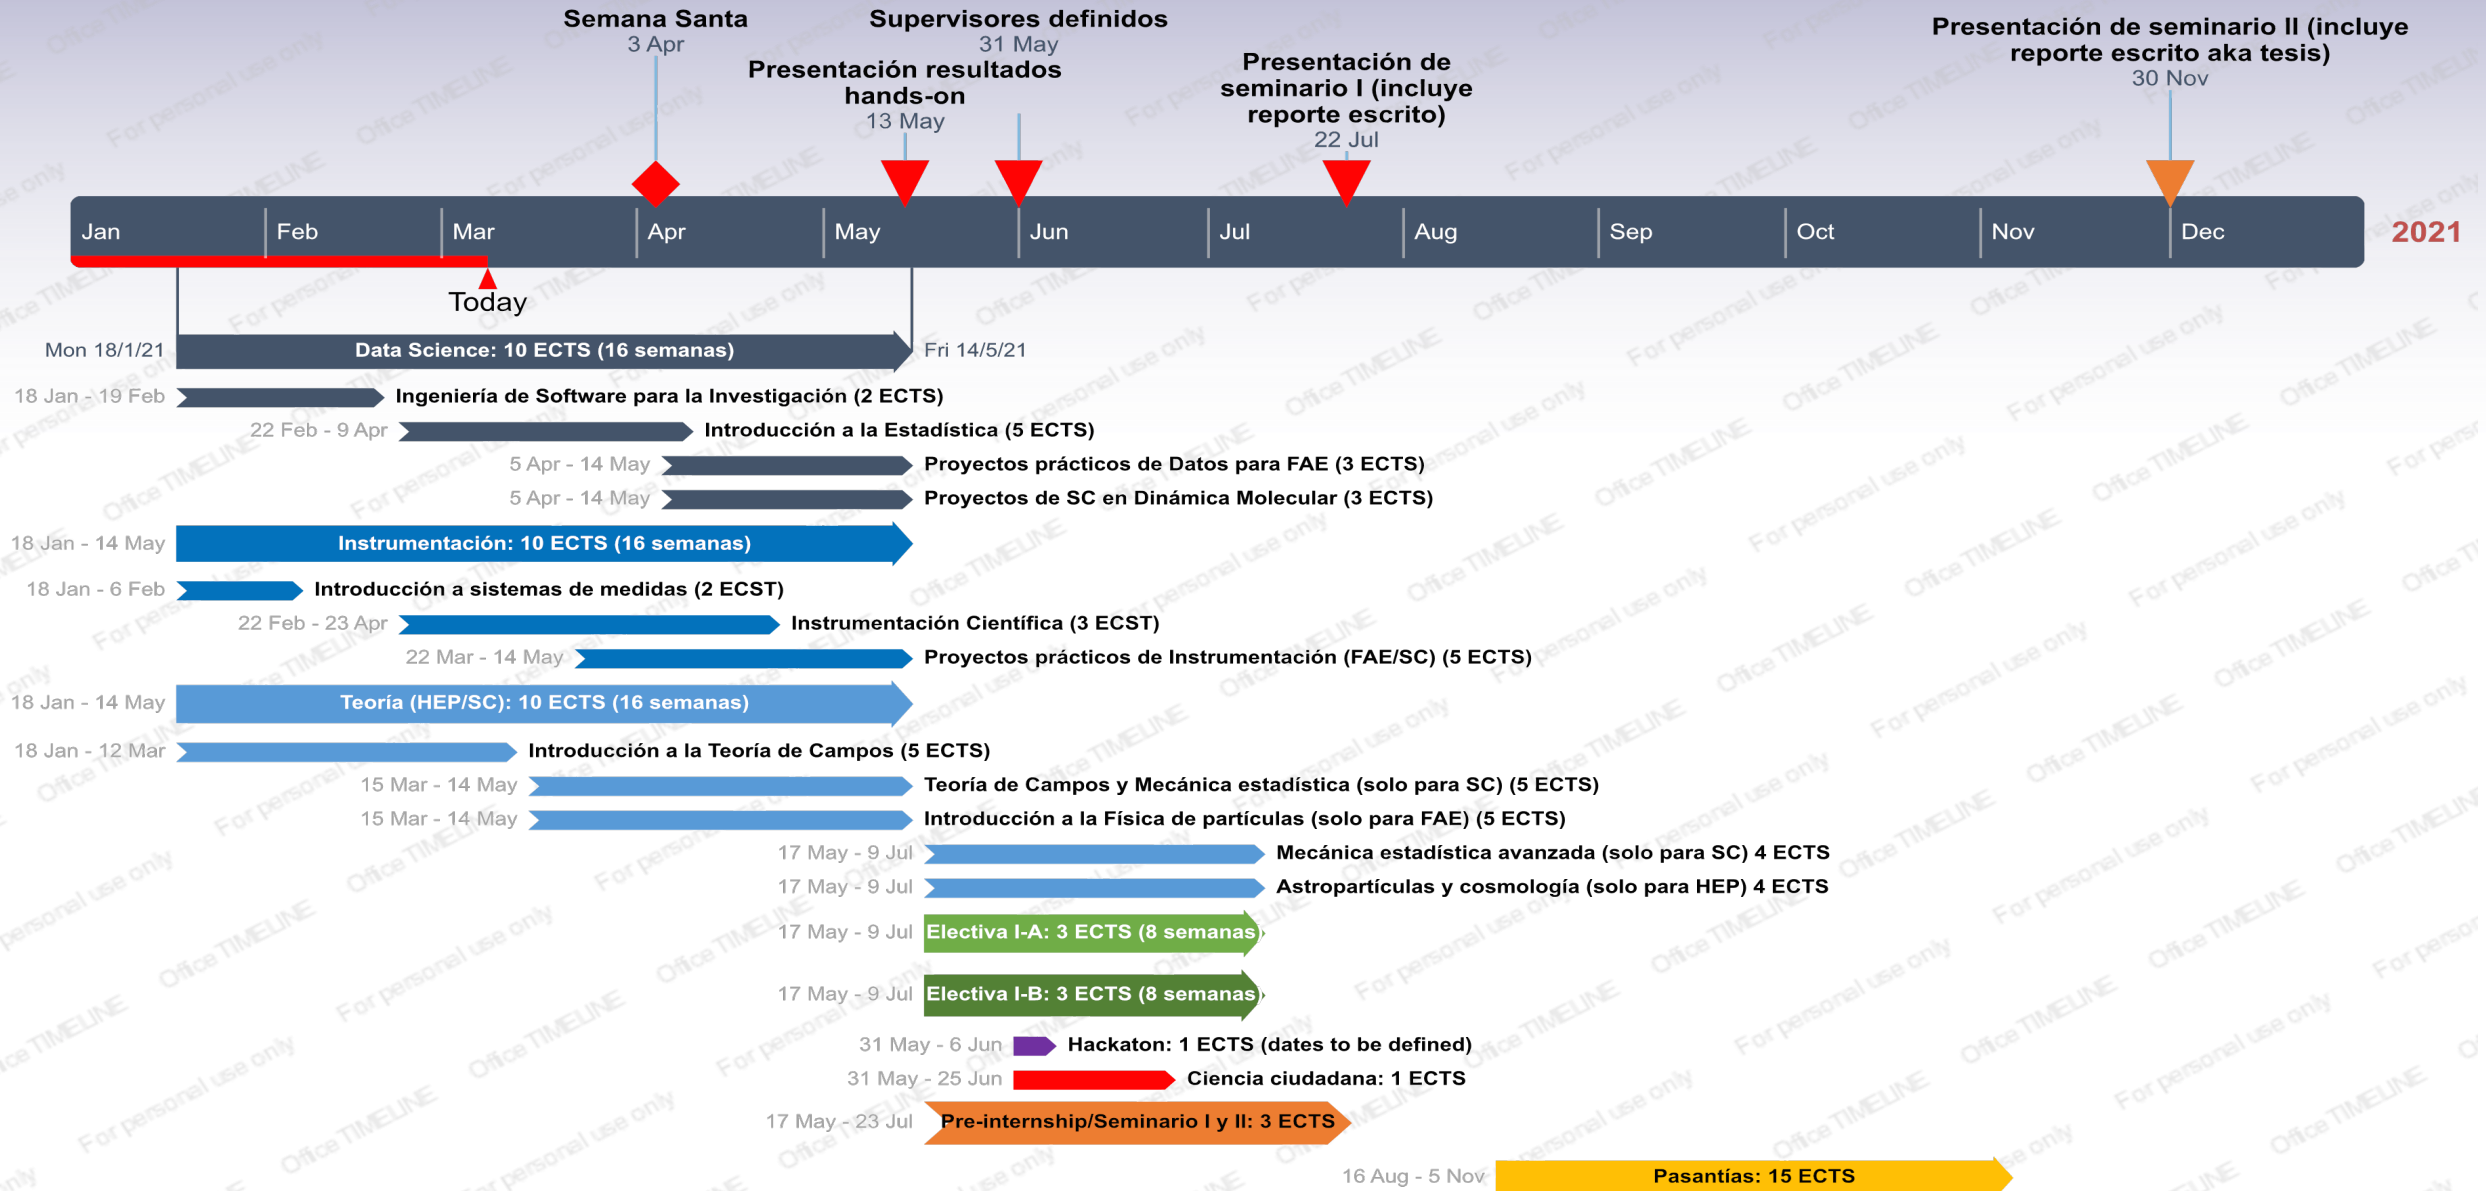 Semana Santa
3 Apr
Supervisores definidos
31 May
Presentación resultados
hands-on
13 May
Presentación de
seminario I (incluye
reporte escrito)
22 Jul
Presentación de seminario II (incluye
reporte escrito aka tesis)
30 Nov
Jan Feb Mar Apr May Jun Jul Aug Sep Oct Nov Dec 2021
Today
Mon 18/1/21 Data Science: 10 ECTS (16 semanas) Fri 14/5/21
18 Jan - 19 Feb Ingeniería de Software para la Investigación (2 ECTS)
22 Feb - 9 Apr Introducción a la Estadística (5 ECTS)
5 Apr - 14 May Proyectos prácticos de Datos para FAE (3 ECTS)
5 Apr - 14 May Proyectos de SC en Dinámica Molecular (3 ECTS)
18 Jan - 14 May Instrumentación: 10 ECTS (16 semanas)
18 Jan - 6 Feb Introducción a sistemas de medidas (2 ECST)
22 Feb - 23 Apr Instrumentación Científica (3 ECST)
22 Mar - 14 May Proyectos prácticos de Instrumentación (FAE/SC) (5 ECTS)
18 Jan - 14 May Teoría (HEP/SC): 10 ECTS (16 semanas)
18 Jan - 12 Mar Introducción a la Teoría de Campos (5 ECTS)
15 Mar - 14 May Teoría de Campos y Mecánica estadística (solo para SC) (5 ECTS)
15 Mar - 14 May Introducción a la Física de partículas (solo para FAE) (5 ECTS)
17 May - 9 Jul Mecánica estadística avanzada (solo para SC) 4 ECTS
17 May - 9 Jul Astropartículas y cosmología (solo para HEP) 4 ECTS
17 May - 9 Jul Electiva I-A: 3 ECTS (8 semanas)
17 May - 9 Jul Electiva I-B: 3 ECTS (8 semanas)
31 May - 6 Jun Hackaton: 1 ECTS (dates to be defined)
31 May - 25 Jun Ciencia ciudadana: 1 ECTS
17 May - 23 Jul Pre-internship/Seminario I y II: 3 ECTS
16 Aug - 5 Nov Pasantías: 15 ECTS
Office TIMELINE For personal use only